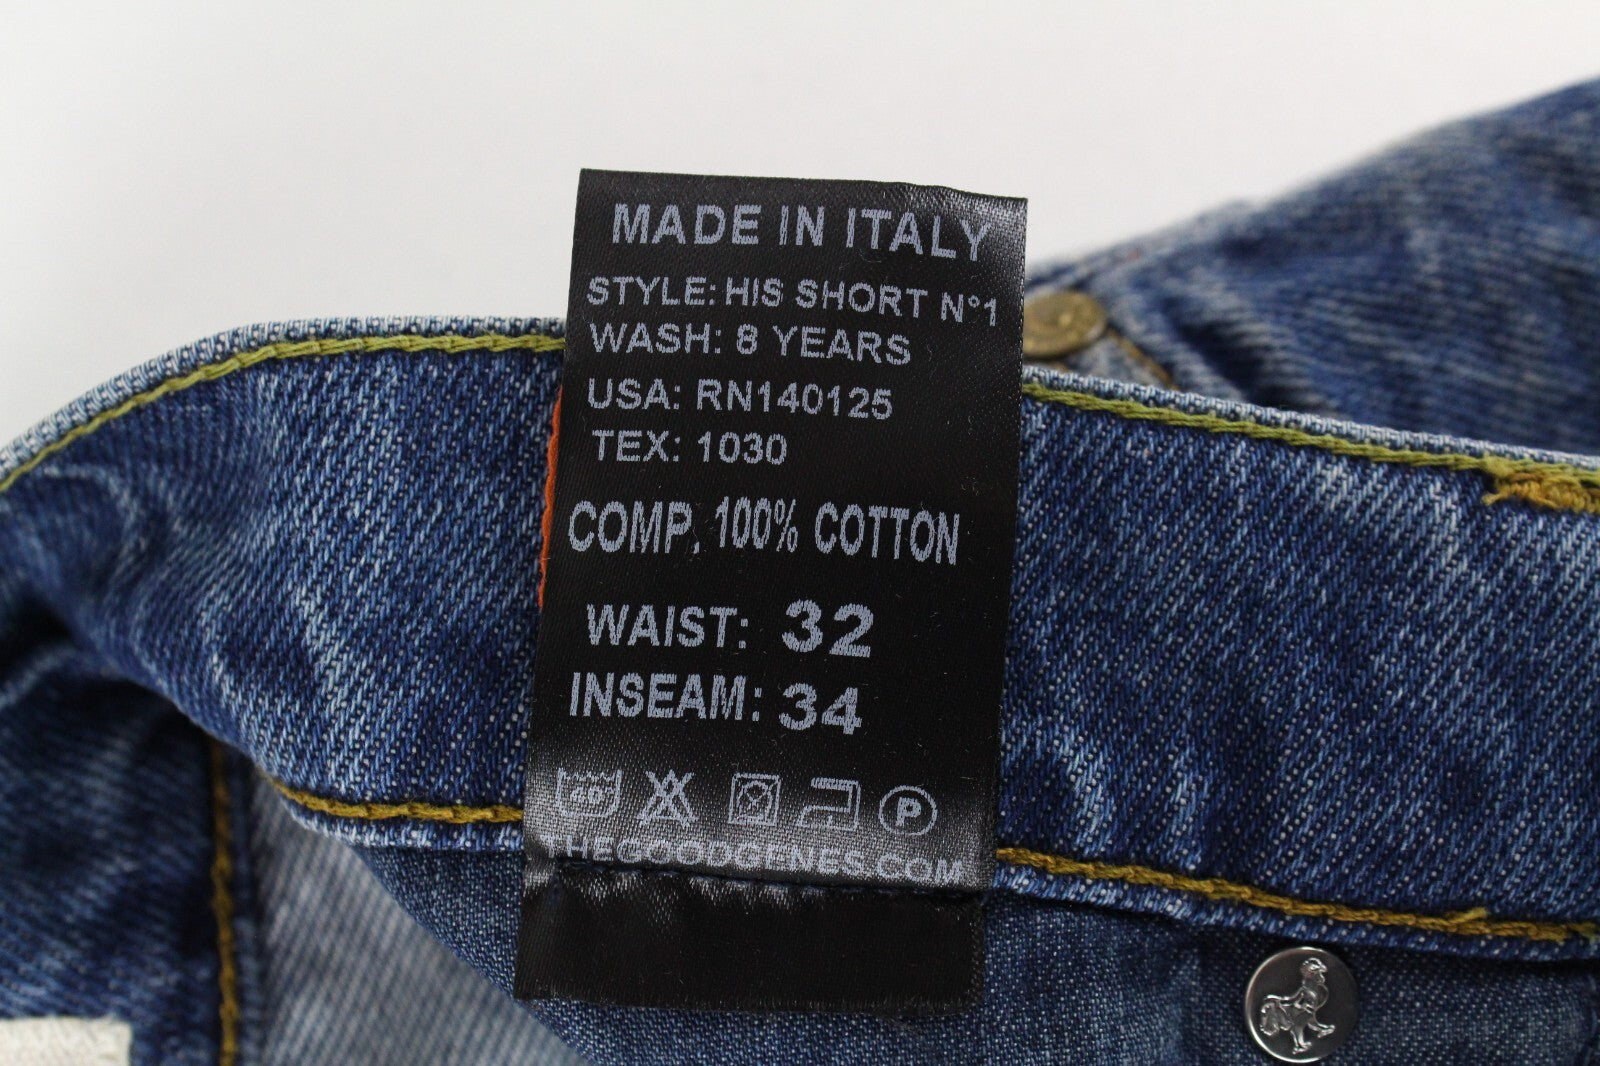 MADE IN ITALY
STYLE: HIS SHORT N°1
WASH: 8 YEARS
USA: RN140125
TEX: 1030
COMP. 100% COTTON
WAIST: 32
INSEAM: 34
40° P
THEGOODGENES.COM